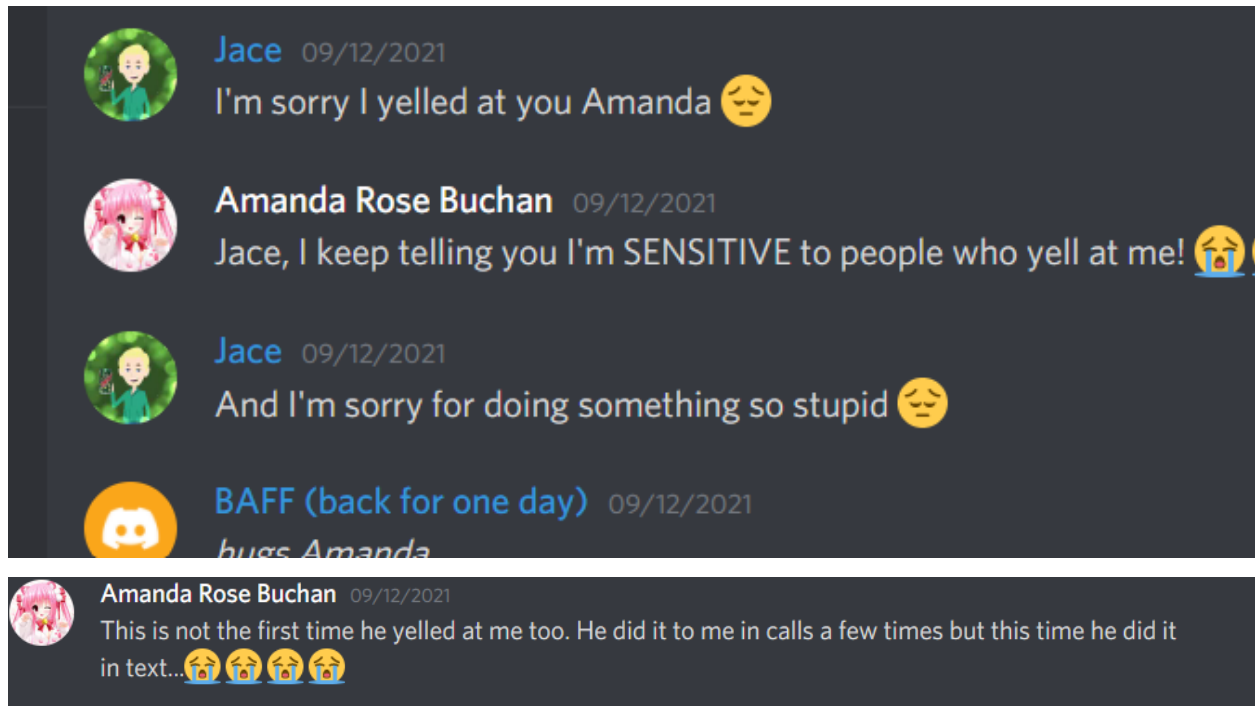 Jace 09/12/2021
I'm sorry I yelled at you Amanda 😔
Amanda Rose Buchan 09/12/2021
Jace, I keep telling you I'm SENSITIVE to people who yell at me! 😭
Jace 09/12/2021
And I'm sorry for doing something so stupid 😔
BAFF (back for one day) 09/12/2021
hugs Amanda
Amanda Rose Buchan 09/12/2021
This is not the first time he yelled at me too. He did it to me in calls a few times but this time he did it
in text...😭😭😭😭